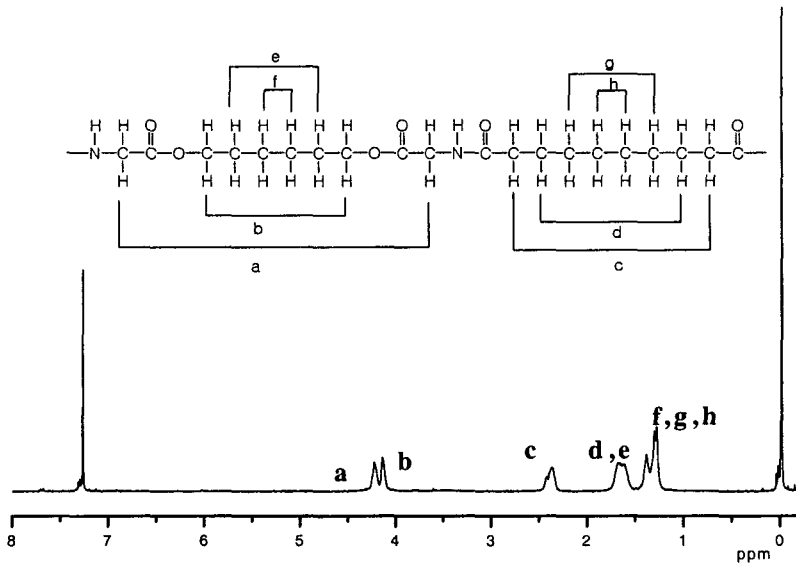 e
g
f
h
H H O H H H H H H O H H O H H H H H H H H O
—N—C—C—O—C—C—C—C—C—C—O—C—C—N—C—C—C—C—C—C—C—C—C—C—
H H H H H H H H H H H H H H H H
b
d
a
c
f,g,h
a b c d,e
8 7 6 5 4 3 2 1 0
ppm